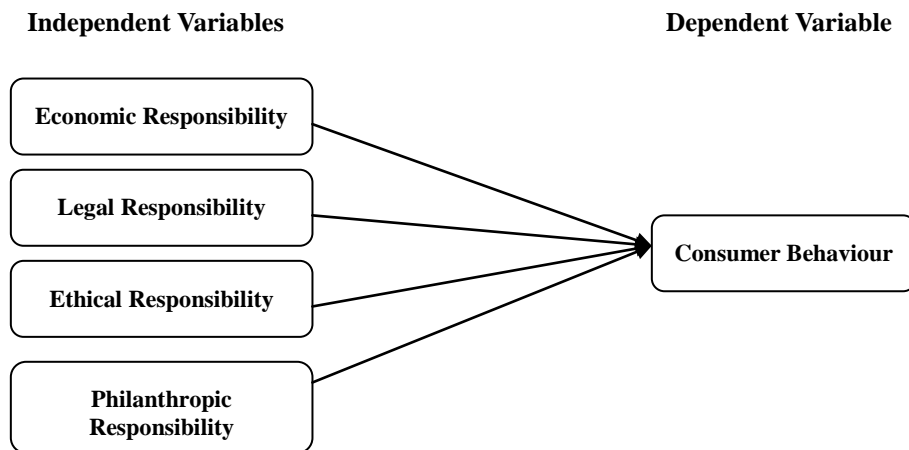 Independent Variables
Dependent Variable
Economic Responsibility
Legal Responsibility
Ethical Responsibility
Philanthropic
Responsibility
Consumer Behaviour